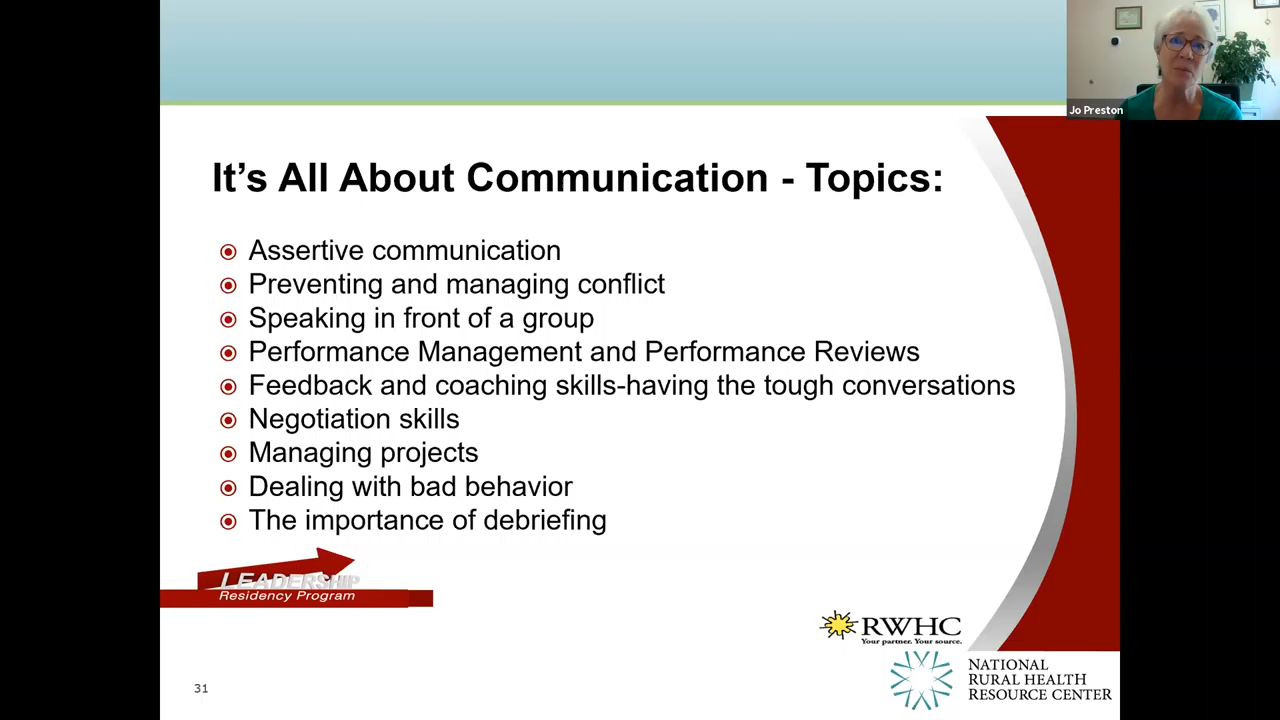 Jo Preston
It's All About Communication - Topics:
Assertive communication
Preventing and managing conflict
Speaking in front of a group
Performance Management and Performance Reviews
Feedback and coaching skills-having the tough conversations
Negotiation skills
Managing projects
Dealing with bad behavior
The importance of debriefing
LEADERSHIP
Residency Program
RWHC
Your partner. Your source.
NATIONAL
RURAL HEALTH
RESOURCE CENTER
31